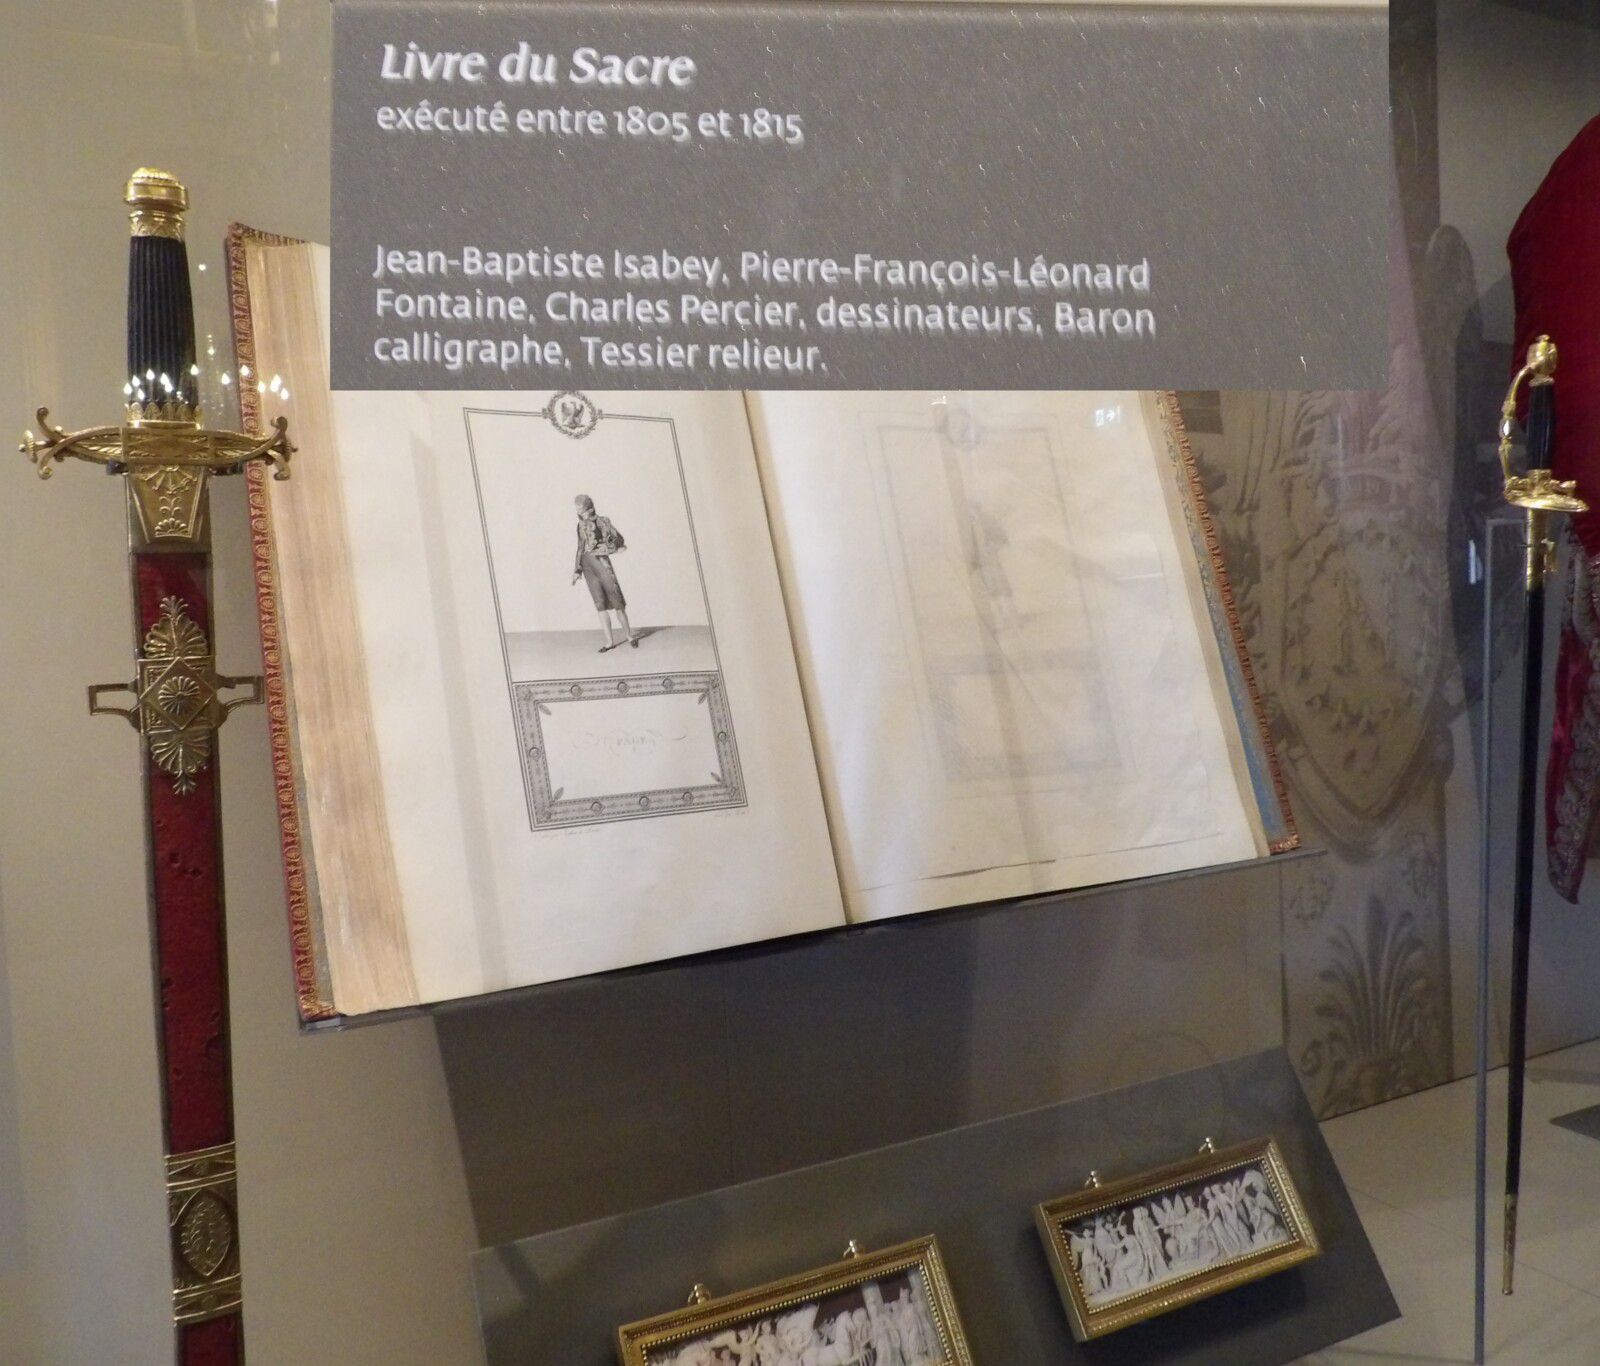 Livre du Sacre
exécuté entre 1805 et 1815
Jean-Baptiste Isabey, Pierre-François-Léonard
Fontaine, Charles Percier, dessinateurs, Baron
calligraphe, Tessier relieur.